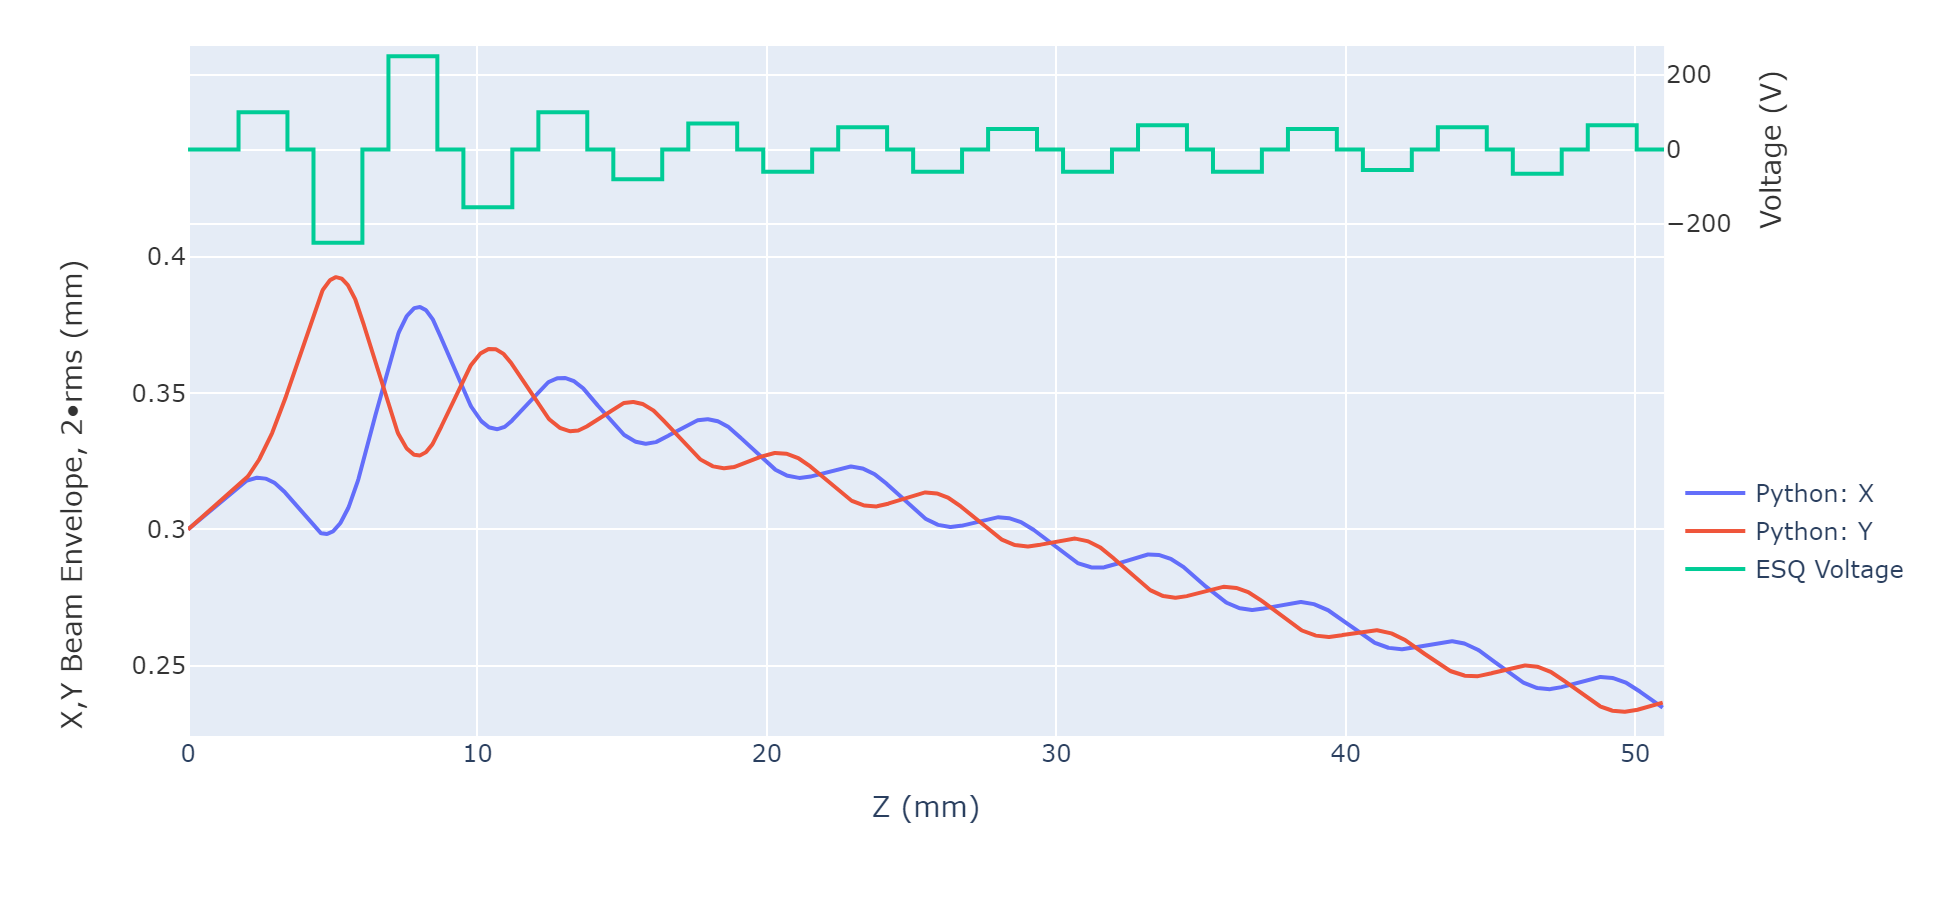 200
0
−200
Voltage (V)
0.4
0.35
0.3
0.25
X,Y Beam Envelope, 2•rms (mm)
0
10
20
30
40
50
Z (mm)
Python: X
Python: Y
ESQ Voltage